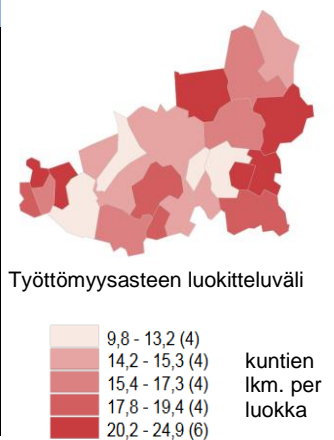 Työttömyysasteen luokitteluväli
9,8 - 13,2 (4)
14,2 - 15,3 (4)
15,4 - 17,3 (4)
17,8 - 19,4 (4)
20,2 - 24,9 (6)
kuntien
lkm. per
luokka